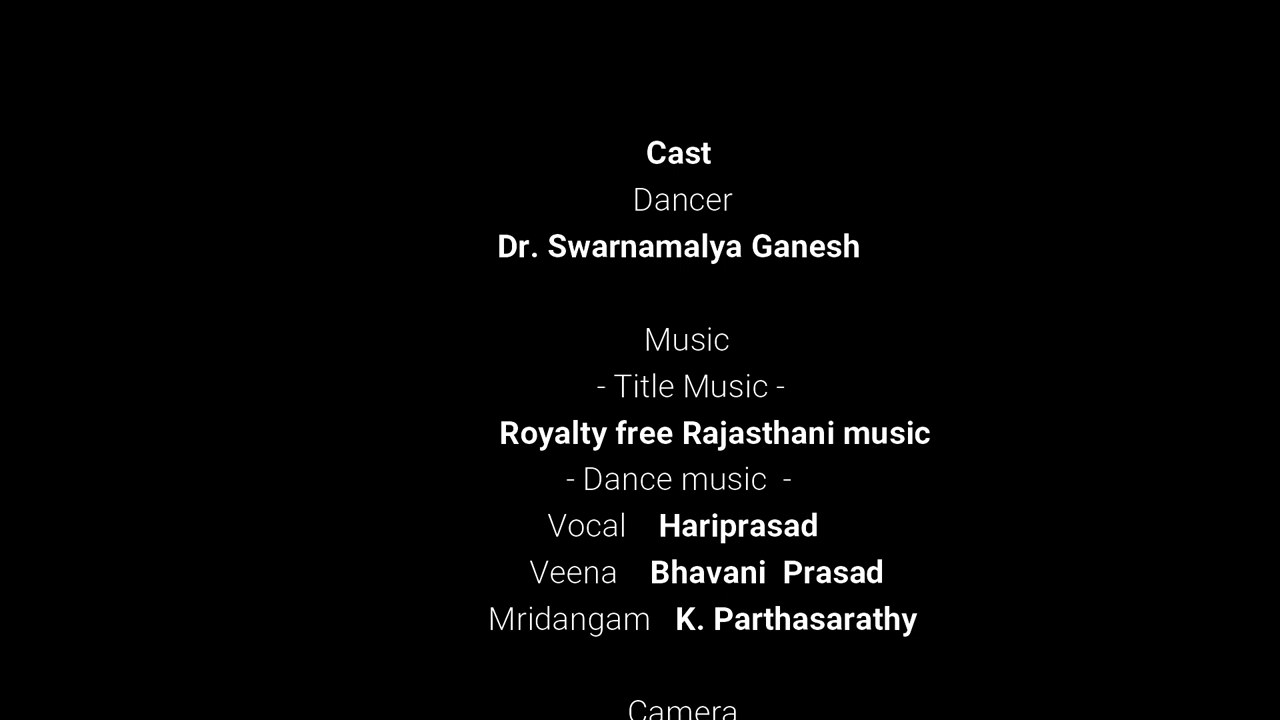 Cast
Dancer
Dr. Swarnamalya Ganesh
Music
- Title Music -
Royalty free Rajasthani music
- Dance music -
Vocal Hariprasad
Veena Bhavani Prasad
Mridangam K. Parthasarathy
Camera